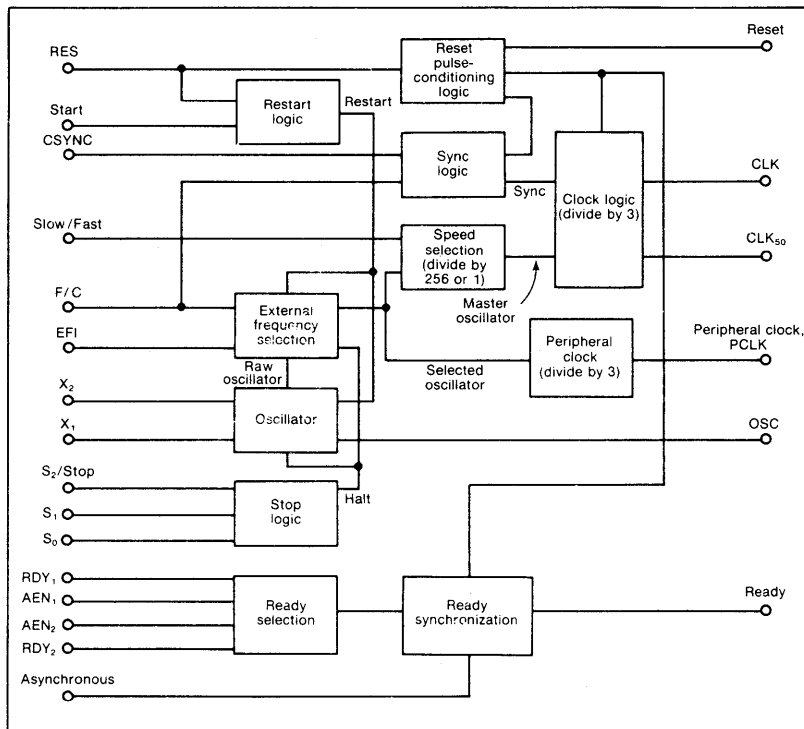 RES
Start
CSYNC
Slow/Fast
F/C
EFI
X₂
X₁
S₂/Stop
S₁
S₀
RDY₁
AEN₁
AEN₂
RDY₂
Asynchronous
Restart
logic
Restart
Reset
pulse-
conditioning
logic
Sync
logic
Sync
Speed
selection
(divide by
256 or 1)
Master
oscillator
Clock logic
(divide by 3)
External
frequency
selection
Raw
oscillator
Oscillator
Selected
oscillator
Peripheral
clock
(divide by 3)
Stop
logic
Halt
Ready
selection
Ready
synchronization
Reset
CLK
CLK₅₀
Peripheral clock,
PCLK
OSC
Ready